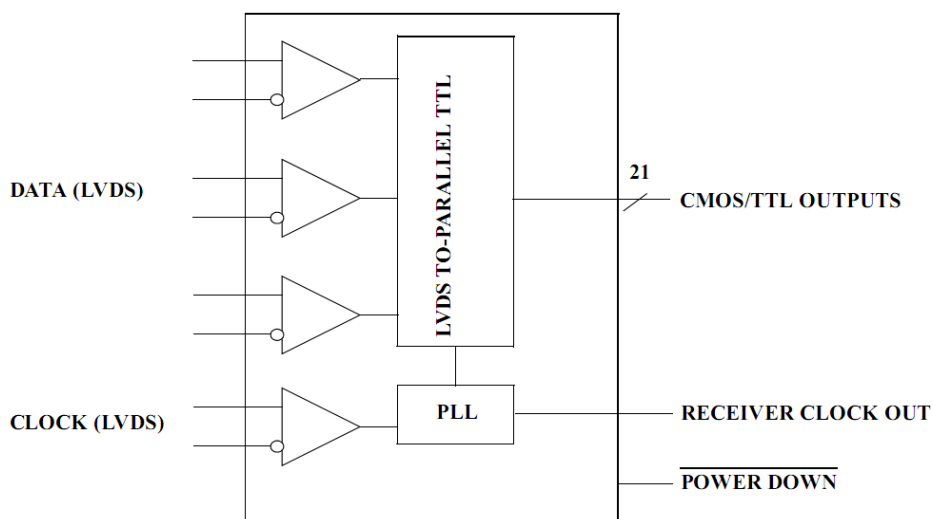 DATA (LVDS)
CLOCK (LVDS)
LVDS TO-PARALLEL TTL
PLL
21
CMOS/TTL OUTPUTS
RECEIVER CLOCK OUT
POWER DOWN